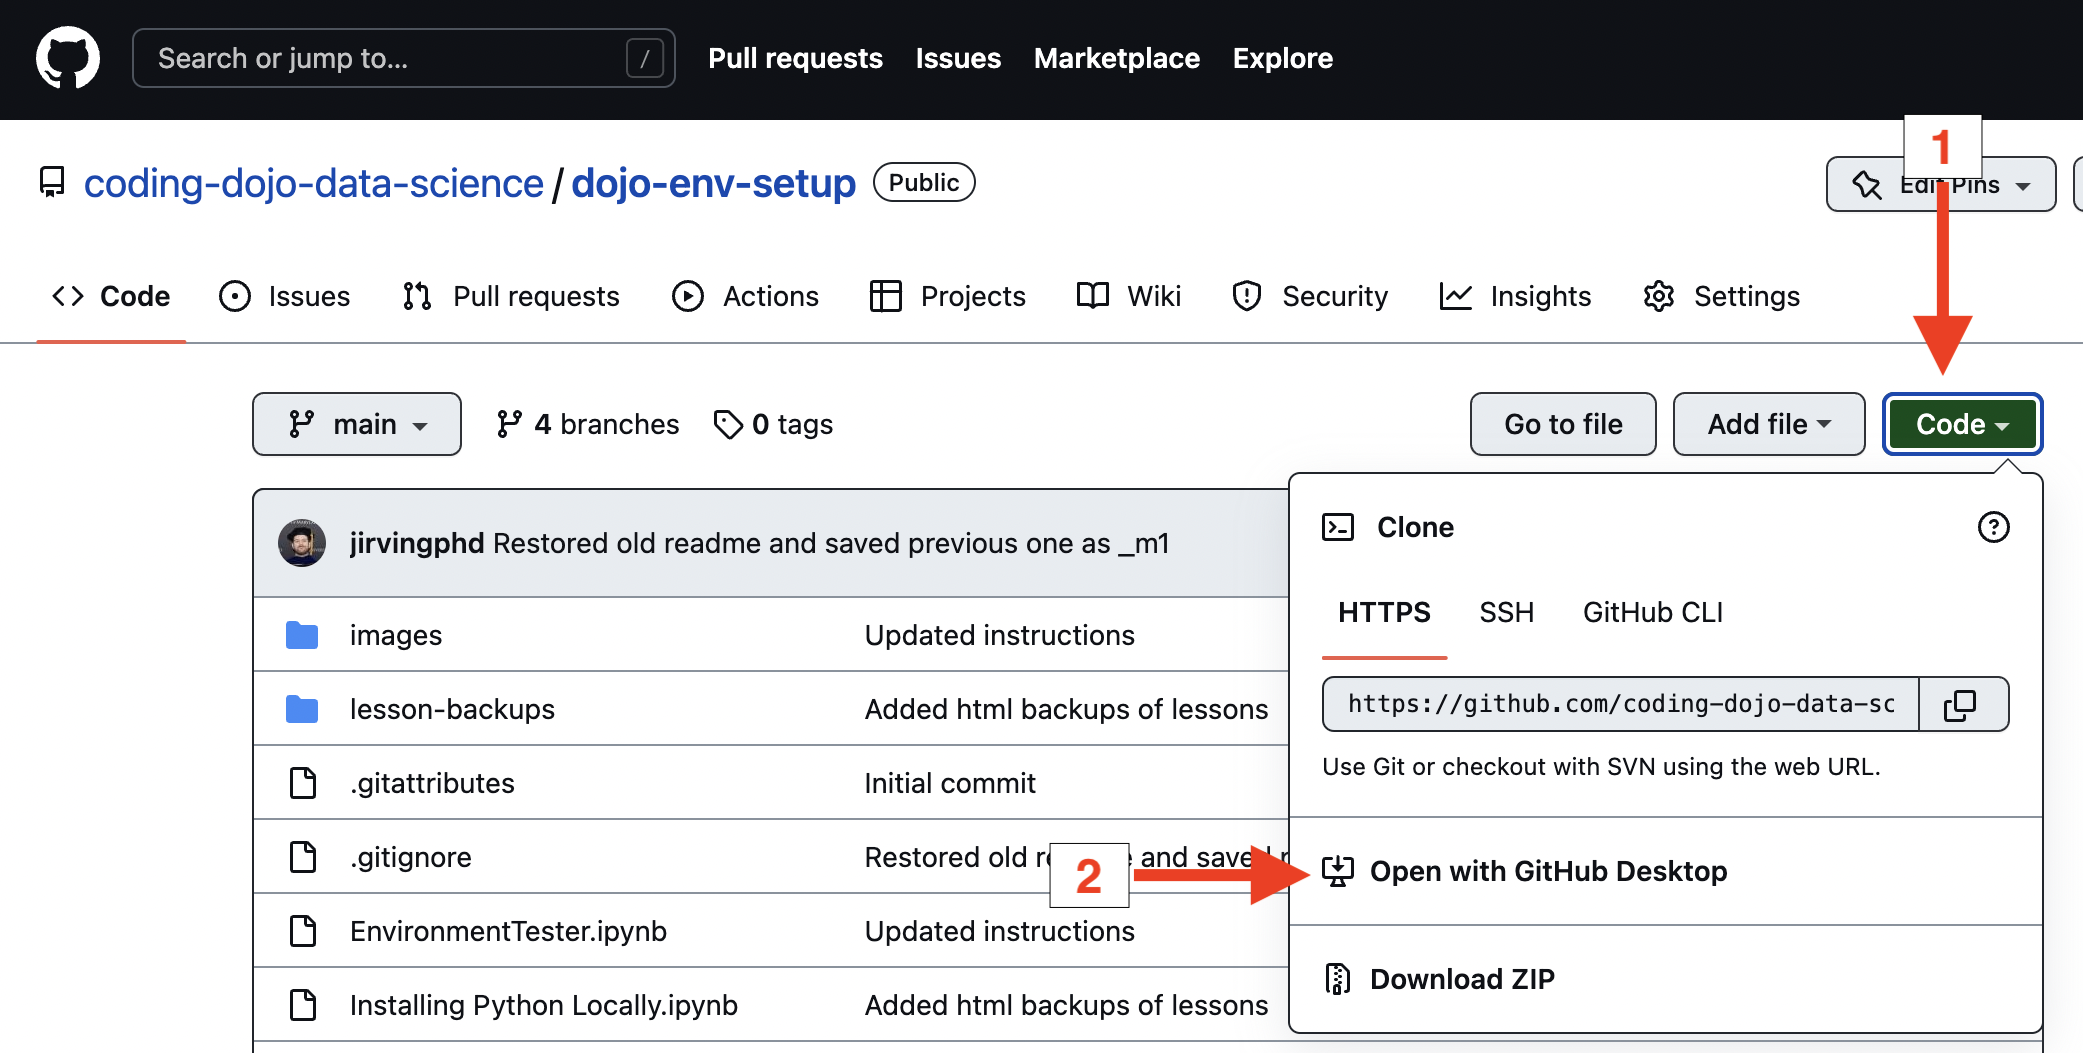 Search or jump to... / Pull requests Issues Marketplace Explore
1
coding-dojo-data-science / dojo-env-setup Public Edit Pins
Code Issues Pull requests Actions Projects Wiki Security Insights Settings
main 4 branches 0 tags Go to file Add file Code
jirvingphd Restored old readme and saved previous one as _m1
images Updated instructions
lesson-backups Added html backups of lessons
.gitattributes Initial commit
.gitignore Restored old and saved
2
EnvironmentTester.ipynb Updated instructions
Installing Python Locally.ipynb Added html backups of lessons
Clone
HTTPS SSH GitHub CLI
https://github.com/coding-dojo-data-sc
Use Git or checkout with SVN using the web URL.
Open with GitHub Desktop
Download ZIP